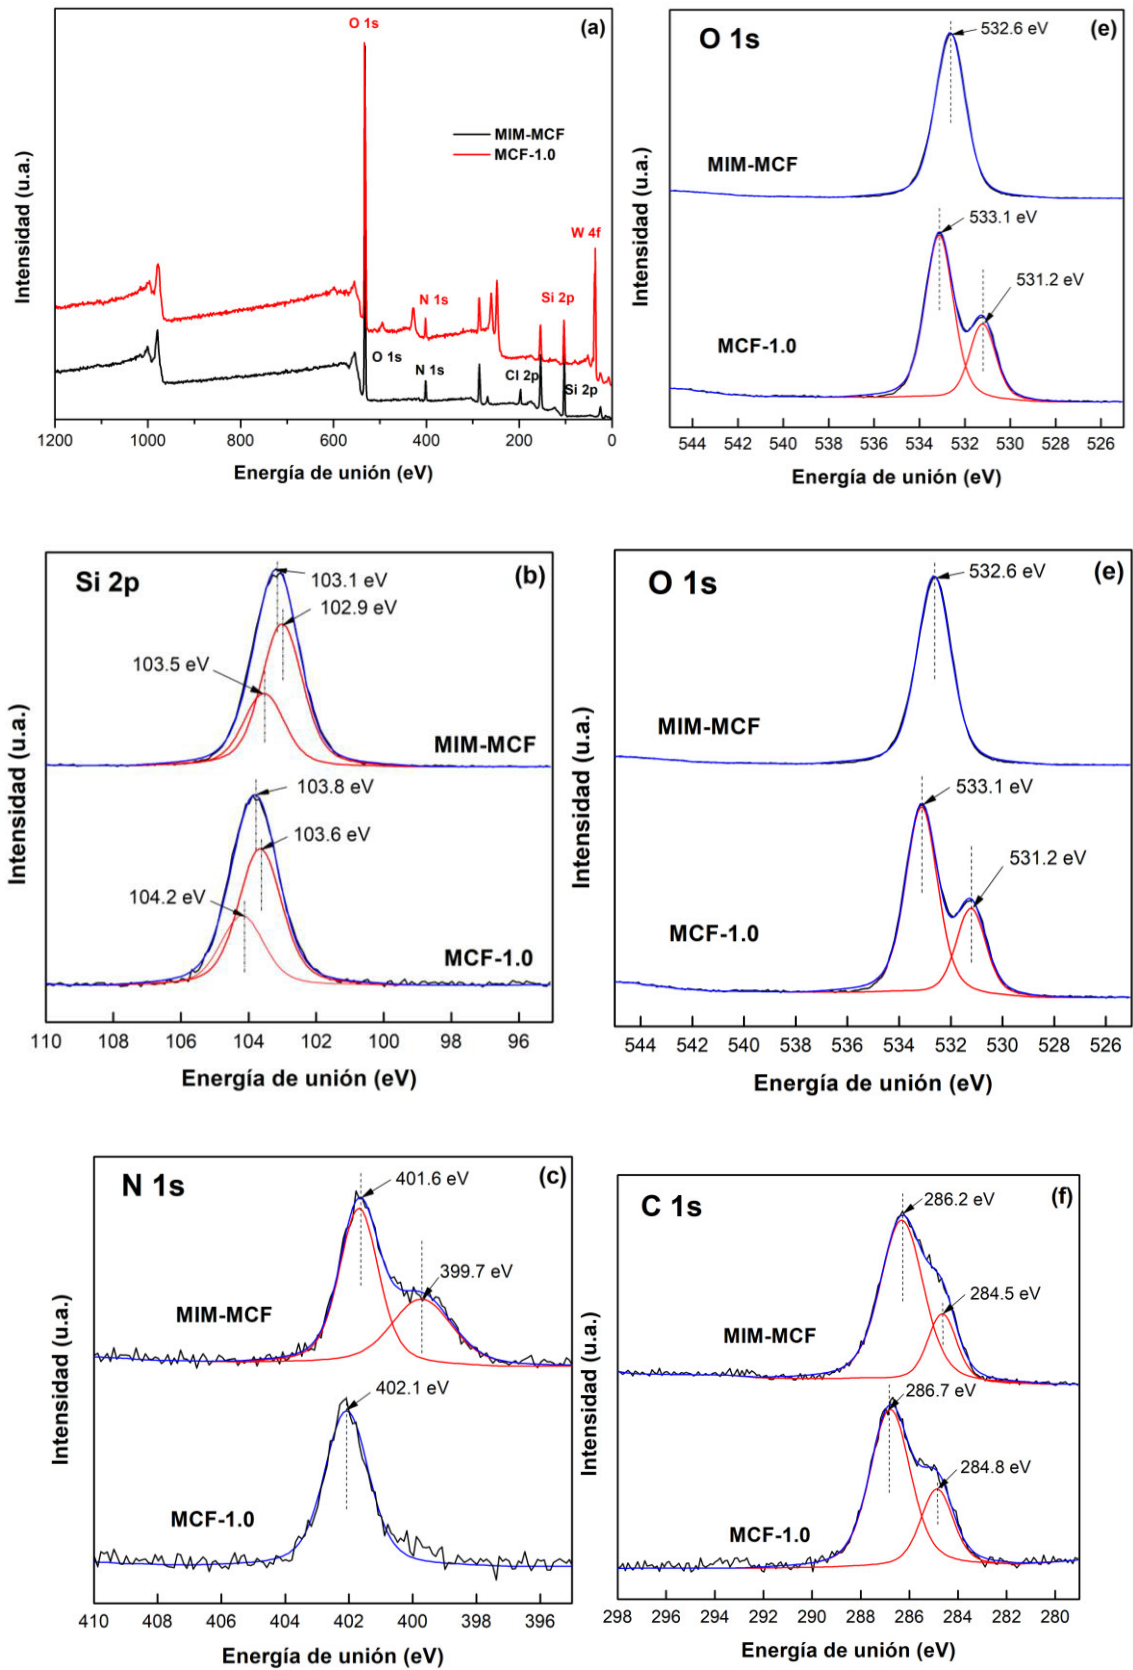 (a)
O 1s
MIM-MCF
MCF-1.0
W 4f
N 1s
Si 2p
O 1s
N 1s
Cl 2p
Si 2p
Intensidad (u.a.)
1200 1000 800 600 400 200 0
Energía de unión (eV)
O 1s
(e)
532.6 eV
MIM-MCF
533.1 eV
531.2 eV
MCF-1.0
Intensidad (u.a.)
544 542 540 538 536 534 532 530 528 526
Energía de unión (eV)
Si 2p
(b)
103.1 eV
102.9 eV
103.5 eV
MIM-MCF
103.8 eV
103.6 eV
104.2 eV
MCF-1.0
Intensidad (u.a.)
110 108 106 104 102 100 98 96
Energía de unión (eV)
O 1s
(e)
532.6 eV
MIM-MCF
533.1 eV
531.2 eV
MCF-1.0
Intensidad (u.a.)
544 542 540 538 536 534 532 530 528 526
Energía de unión (eV)
N 1s
(c)
401.6 eV
399.7 eV
MIM-MCF
402.1 eV
MCF-1.0
Intensidad (u.a.)
410 408 406 404 402 400 398 396
Energía de unión (eV)
C 1s
(f)
286.2 eV
284.5 eV
MIM-MCF
286.7 eV
284.8 eV
MCF-1.0
Intensidad (u.a.)
298 296 294 292 290 288 286 284 282 280
Energía de unión (eV)